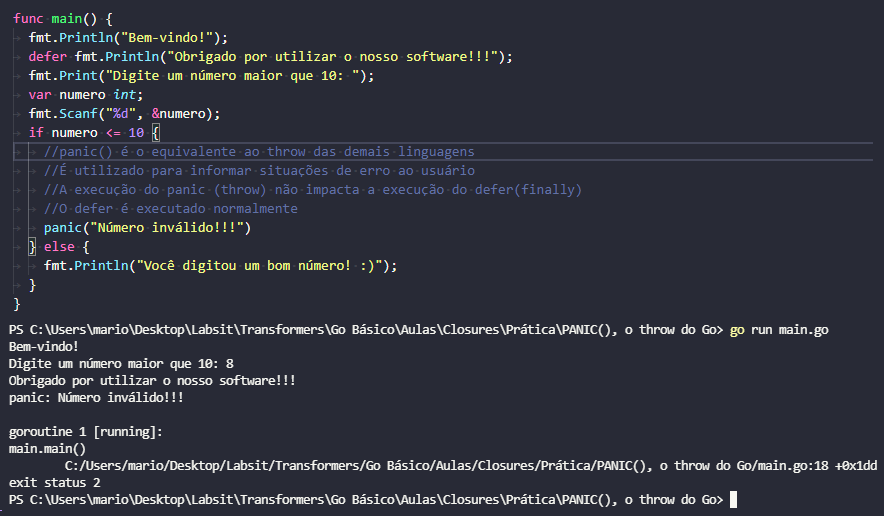 func main() {
fmt.Println("Bem-vindo!");
defer fmt.Println("Obrigado por utilizar o nosso software!!!");
fmt.Print("Digite um número maior que 10: ");
var numero int;
fmt.Scanf("%d", &numero);
if numero <= 10 {
//panic() é o equivalente ao throw das demais linguagens
//É utilizado para informar situações de erro ao usuário
//A execução do panic (throw) não impacta a execução do defer(finally)
//O defer é executado normalmente
panic("Número inválido!!!")
} else {
fmt.Println("Você digitou um bom número! :)");
}
}
PS C:\Users\mario\Desktop\Labsit\Transformers\Go Básico\Aulas\Closures\Prática\PANIC(), o throw do Go> go run main.go
Bem-vindo!
Digite um número maior que 10: 8
Obrigado por utilizar o nosso software!!!
panic: Número inválido!!!
goroutine 1 [running]:
main.main()
C:/Users/mario/Desktop/Labsit/Transformers/Go Básico/Aulas/Closures/Prática/PANIC(), o throw do Go/main.go:18 +0x1dd
exit status 2
PS C:\Users\mario\Desktop\Labsit\Transformers\Go Básico\Aulas\Closures\Prática\PANIC(), o throw do Go>